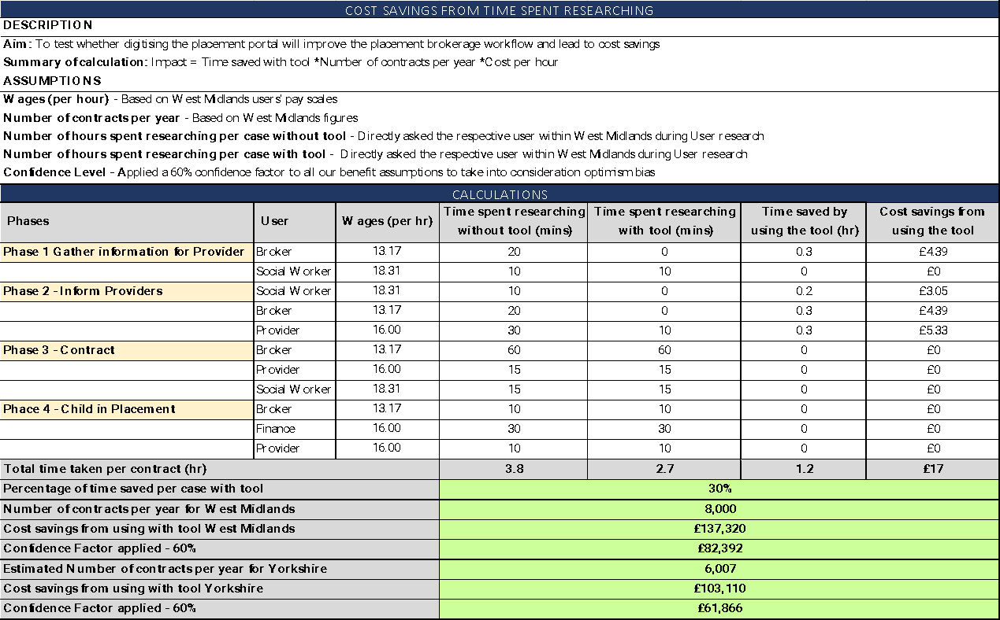 COST SAVINGS FROM TIME SPENT RESEARCHING
DESCRIPTION
Aim: To test whether digitising the placement portal will improve the placement brokerage workflow and lead to cost savings
Summary of calculation: Impact = Time saved with tool *Number of contracts per year *Cost per hour
ASSUMPTIONS
Wages (per hour) - Based on West Midlands users' pay scales
Number of contracts per year - Based on West Midlands figures
Number of hours spent researching per case without tool - Directly asked the respective user within West Midlands during User research
Number of hours spent researching per case with tool - Directly asked the respective user within West Midlands during User research
Confidence Level - Applied a 60% confidence factor to all our benefit assumptions to take into consideration optimism bias
CALCULATIONS
Phases User Wages (per hr) Time spent researching without tool (mins) Time spent researching with tool (mins) Time saved by using the tool (hr) Cost savings from using the tool
Phase 1 Gather information for Provider Broker 13.17 20 0 0.3 £4.39
Social Worker 18.31 10 10 0 £0
Phase 2 - Inform Providers Social Worker 18.31 10 0 0.2 £3.05
Broker 13.17 20 0 0.3 £4.39
Provider 16.00 30 10 0.3 £5.33
Phase 3 - Contract Broker 13.17 60 60 0 £0
Provider 16.00 15 15 0 £0
Social Worker 18.31 15 15 0 £0
Phace 4 - Child in Placement Broker 13.17 10 10 0 £0
Finance 16.00 30 30 0 £0
Provider 16.00 10 10 0 £0
Total time taken per contract (hr) 3.8 2.7 1.2 £17
Percentage of time saved per case with tool 30%
Number of contracts per year for West Midlands 8,000
Cost savings from using with tool West Midlands £137,320
Confidence Factor applied - 60% £82,392
Estimated Number of contracts per year for Yorkshire 6,007
Cost savings from using with tool Yorkshire £103,110
Confidence Factor applied - 60% £61,866